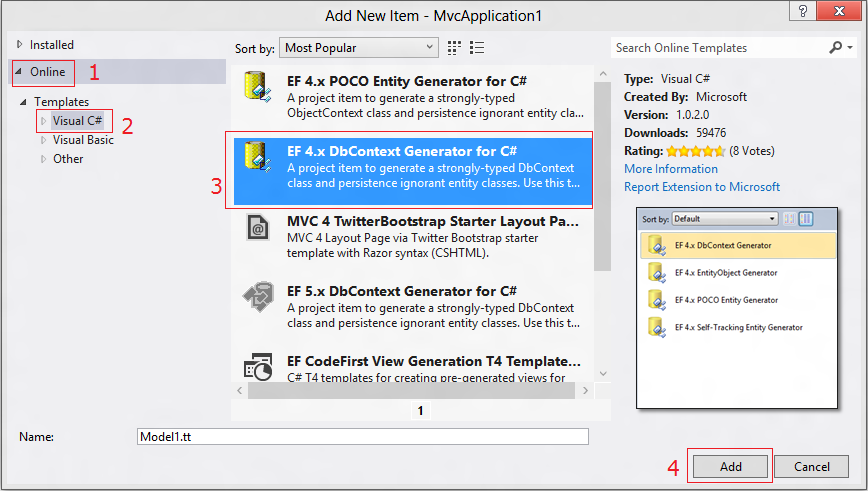 Add New Item - MvcApplication1
?
Installed
Online
1
Templates
Visual C#
2
Visual Basic
Other
Sort by:
Most Popular
EF 4.x POCO Entity Generator for C#
A project item to generate a strongly-typed
ObjectContext class and persistence ignorant entity cla...
3
EF 4.x DbContext Generator for C#
A project item to generate a strongly-typed DbContext
class and persistence ignorant entity classes. Use this t...
MVC 4 TwitterBootstrap Starter Layout Pa...
MVC 4 Layout Page via Twitter Bootstrap starter
template with Razor syntax (CSHTML).
EF 5.x DbContext Generator for C#
A project item to generate a strongly-typed DbContext
class and persistence ignorant entity classes. Use this t...
EF CodeFirst View Generation T4 Template...
C# T4 templates for creating pre-generated views for
1
Search Online Templates
Type: Visual C#
Created By: Microsoft
Version: 1.0.2.0
Downloads: 59476
Rating: (8 Votes)
More Information
Report Extension to Microsoft
Sort by: Default
EF 4.x DbContext Generator
EF 4.x EntityObject Generator
EF 4.x POCO Entity Generator
EF 4.x Self-Tracking Entity Generator
Name:
Model1.tt
4
Add
Cancel